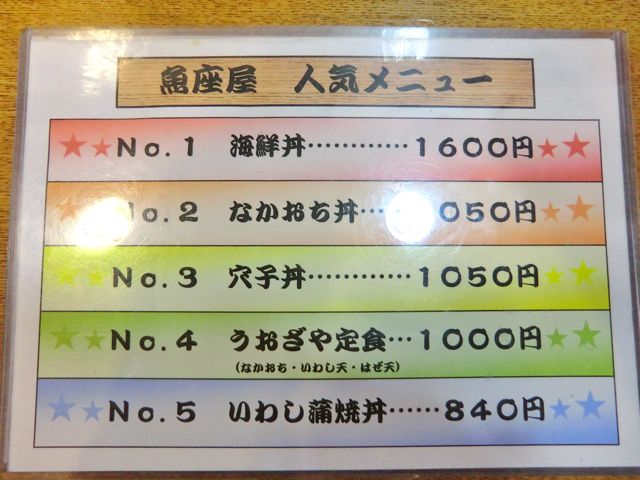 魚座屋 人気メニュー
★★No.1 海鮮丼…………1600円★★
No.2 なかおち丼… 050円★★
★★No.3 穴子丼…………1050円★★
★★No.4 うおざや定食…1000円★★
(なかおち・いわし天・はぜ天)
★★No.5 いわし蒲焼丼……840円★★